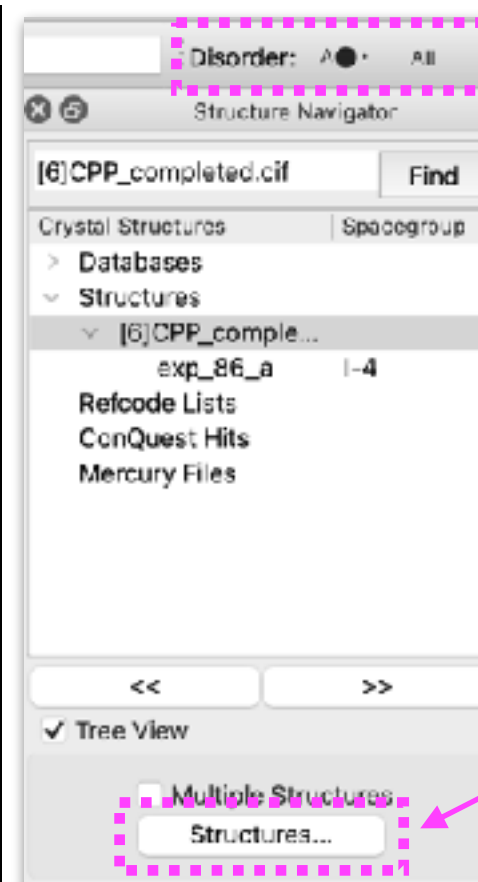 Disorder: All
Structure Navigator
[6]CPP_completed.cif Find
Crystal Structures Spacegroup
> Databases
Structures
[6]CPP_comple...
exp_86_a I-4
Refcode Lists
ConQuest Hits
Mercury Files
<< >>
✓ Tree View
Multiple Structures
Structures...